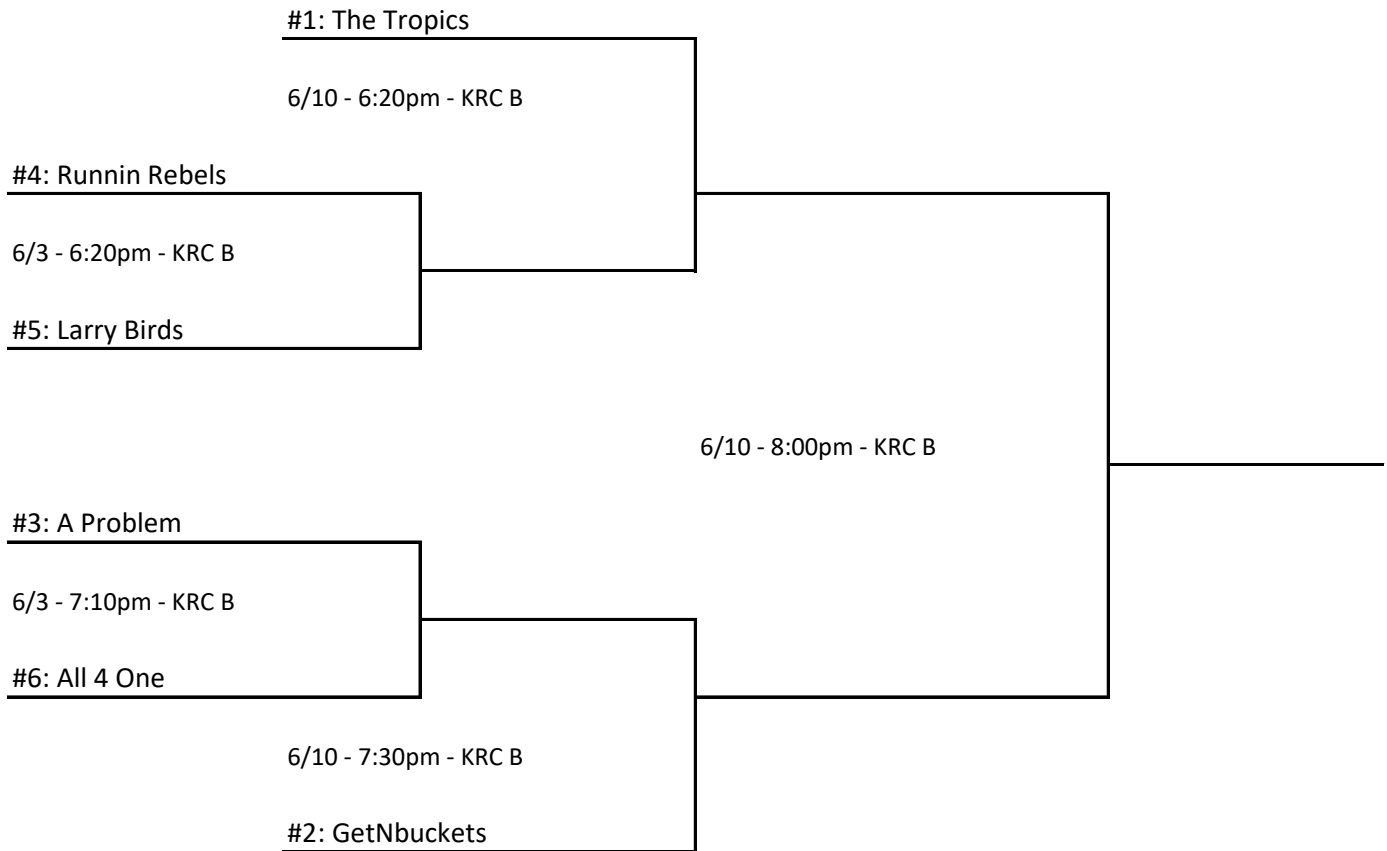 #1: The Tropics
6/10 - 6:20pm - KRC B
#4: Runnin Rebels
6/3 - 6:20pm - KRC B
#5: Larry Birds
6/10 - 8:00pm - KRC B
#3: A Problem
6/3 - 7:10pm - KRC B
#6: All 4 One
6/10 - 7:30pm - KRC B
#2: GetNbuckets